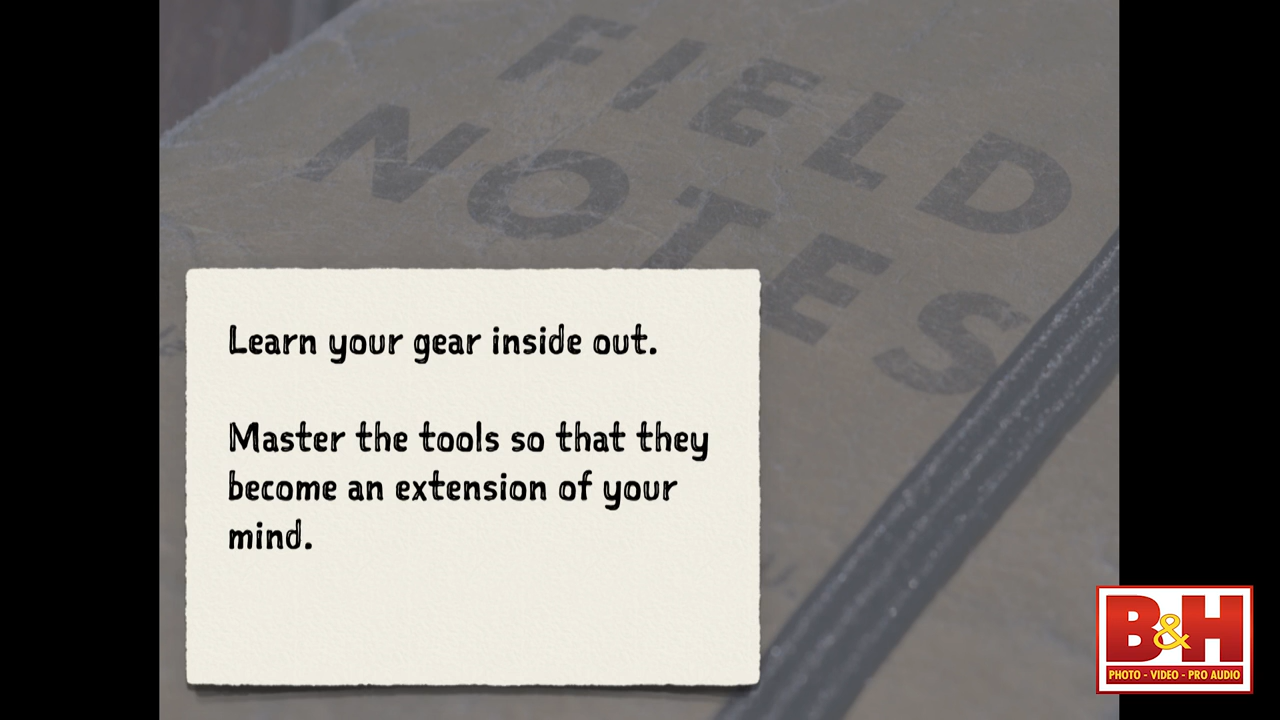 FIELD
NOTES
Learn your gear inside out.
Master the tools so that they
become an extension of your
mind.
B&H
PHOTO - VIDEO - PRO AUDIO